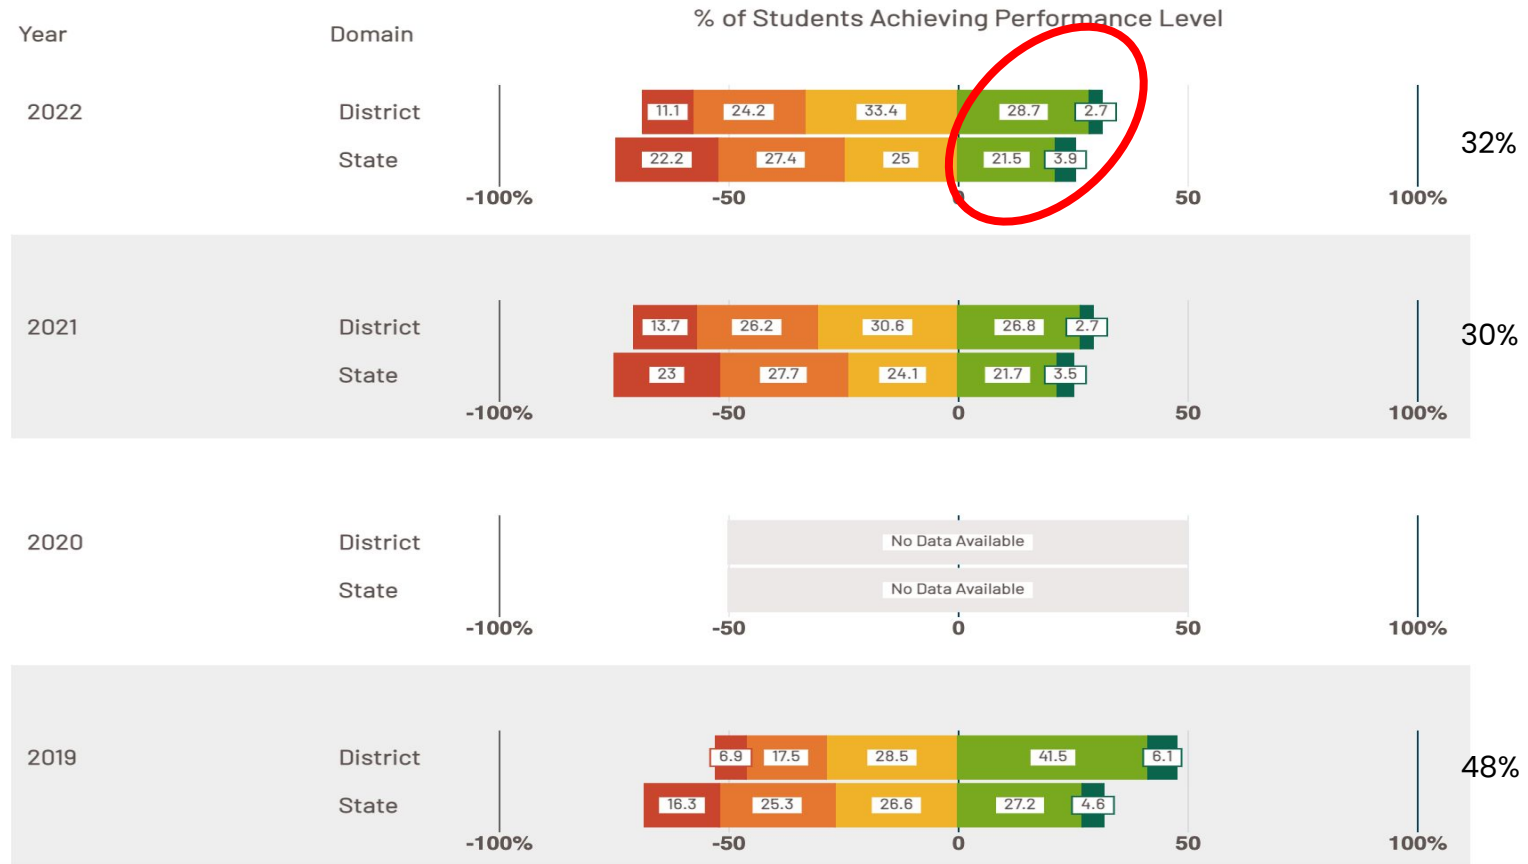 % of Students Achieving Performance Level
Year Domain
2022 District 11.1 24.2 33.4 28.7 2.7
32%
State 22.2 27.4 25 21.5 3.9
-100% -50 0 50 100%
2021 District 13.7 26.2 30.6 26.8 2.7
30%
State 23 27.7 24.1 21.7 3.5
-100% -50 0 50 100%
2020 District No Data Available
State No Data Available
-100% -50 0 50 100%
2019 District 6.9 17.5 28.5 41.5 6.1
48%
State 16.3 25.3 26.6 27.2 4.6
-100% -50 0 50 100%